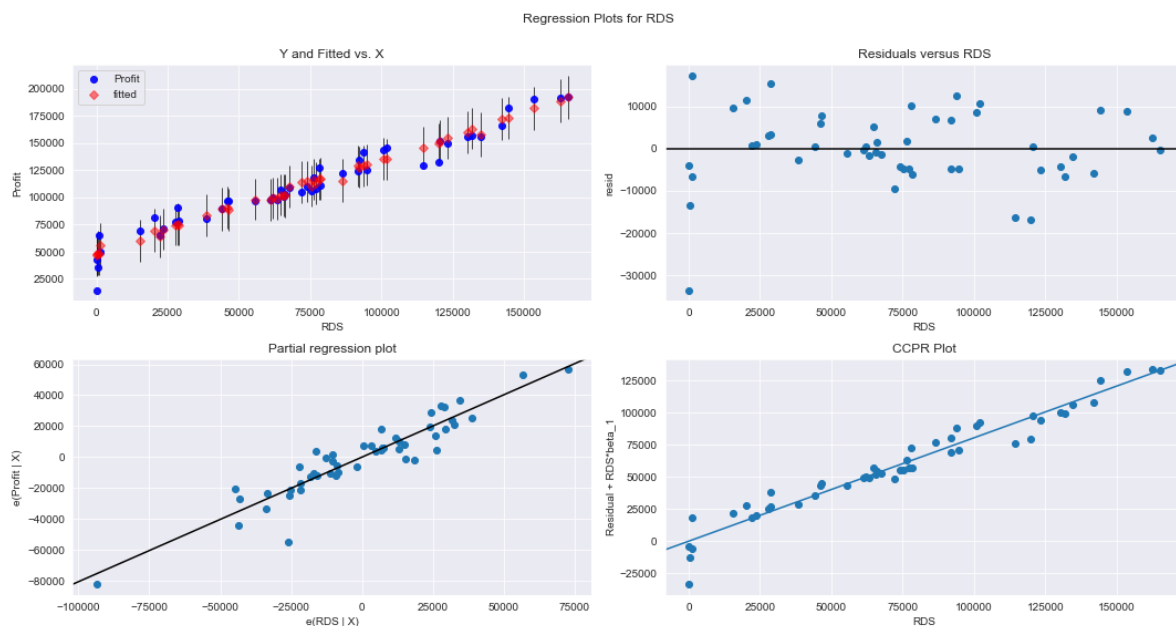 Regression Plots for RDS
Y and Fitted vs. X
Profit
fitted
200000
175000
150000
125000
100000
75000
50000
25000
Profit
0 25000 50000 75000 100000 125000 150000
RDS
Residuals versus RDS
10000
0
−10000
−20000
−30000
resid
0 25000 50000 75000 100000 125000 150000
RDS
Partial regression plot
60000
40000
20000
0
−20000
−40000
−60000
−80000
e(Profit | X)
−100000 −75000 −50000 −25000 0 25000 50000 75000
e(RDS | X)
CCPR Plot
125000
100000
75000
50000
25000
0
−25000
Residual + RDS*beta_1
0 25000 50000 75000 100000 125000 150000
RDS